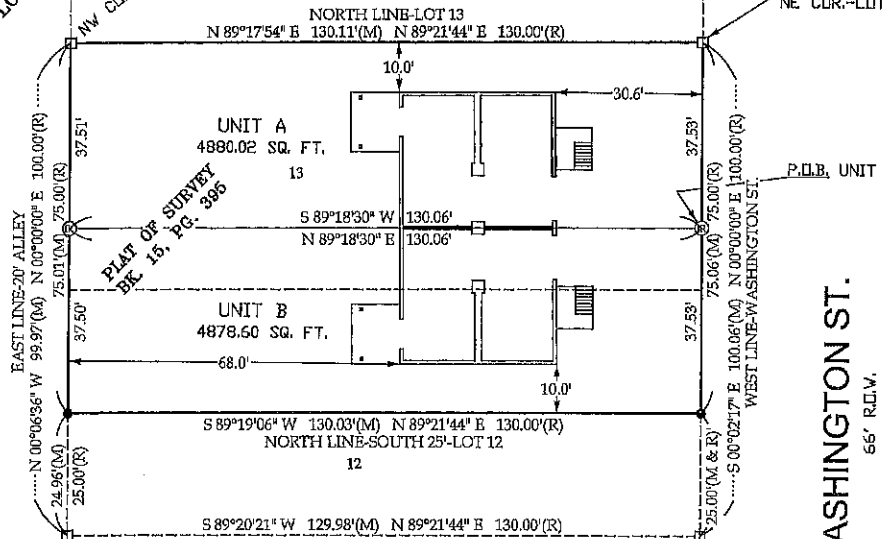 NORTH LINE-LOT 13
N 89°17'54" E 130.11'(M) N 89°21'44" E 130.00'(R)
10.0'
30.6'
UNIT A
4880.02 SQ. FT.
13
37.51'
37.53'
PLAT OF SURVEY
BK. 15, PG. 395
S 89°18'30" W 130.06'
N 89°18'30" E 130.06'
P.O.B. UNIT
EAST LINE-20' ALLEY
N 00°06'36" W 99.97'(M) N 00°00'00" E 100.00'(R)
75.01'(M) 75.00'(R)
75.06'(M) 75.00'(R)
S 00°02'17" E 100.06'(M) N 00°00'00" E 100.00'(R)
WEST LINE-WASHINGTON ST.
UNIT B
4878.60 SQ. FT.
37.50'
37.53'
68.0'
10.0'
S 89°19'06" W 130.03'(M) N 89°21'44" E 130.00'(R)
NORTH LINE-SOUTH 25'-LOT 12
12
24.96'(M)
25.00'(R)
25.00'(M & R)
S 89°20'21" W 129.98'(M) N 89°21'44" E 130.00'(R)
ASHINGTON ST.
66' R.O.W.